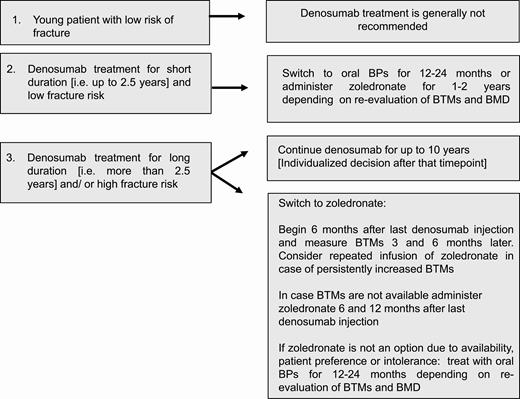 1. Young patient with low risk of
fracture
Denosumab treatment is generally not
recommended
2. Denosumab treatment for short
duration [i.e. up to 2.5 years] and
low fracture risk
Switch to oral BPs for 12-24 months or
administer zoledronate for 1-2 years
depending on re-evaluation of BTMs and BMD
3. Denosumab treatment for long
duration [i.e. more than 2.5
years] and/ or high fracture risk
Continue denosumab for up to 10 years
[Individualized decision after that timepoint]
Switch to zoledronate:
Begin 6 months after last denosumab injection
and measure BTMs 3 and 6 months later.
Consider repeated infusion of zoledronate in
case of persistently increased BTMs
In case BTMs are not available administer
zoledronate 6 and 12 months after last
denosumab injection
If zoledronate is not an option due to availability,
patient preference or intolerance: treat with oral
BPs for 12-24 months depending on re-
evaluation of BTMs and BMD